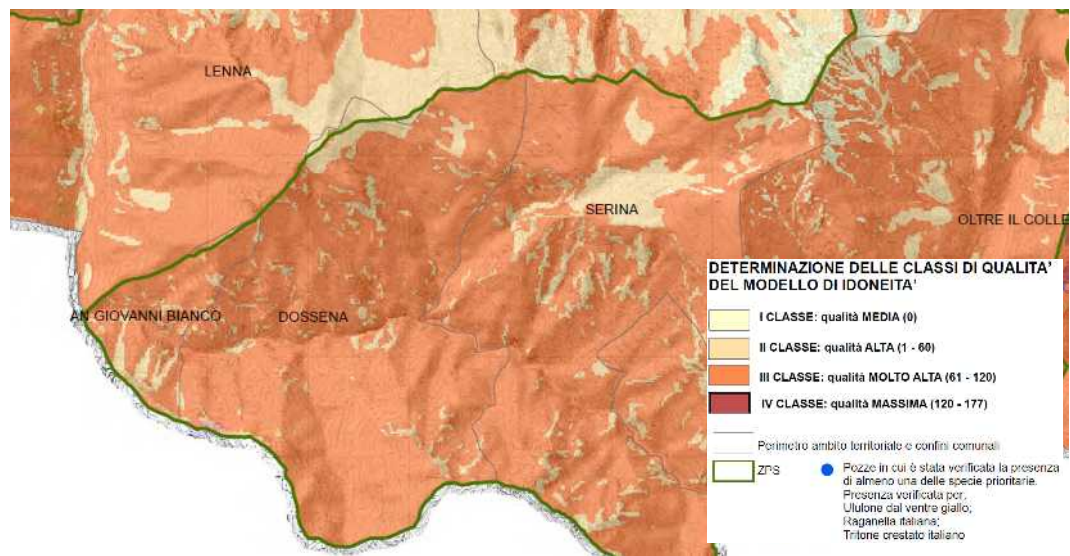 LENNA
SERINA
OLTRE IL COLLE
AN GIOVANNI BIANCO
DOSSENA
DETERMINAZIONE DELLE CLASSI DI QUALITA'
DEL MODELLO DI IDONEITA'
I CLASSE: qualità MEDIA (0)
II CLASSE: qualità ALTA (1 - 60)
III CLASSE: qualità MOLTO ALTA (61 - 120)
IV CLASSE: qualità MASSIMA (120 - 177)
Perimetro ambito territoriale e confini comunali
ZPS
Pozze in cui è stata verificata la presenza
di almeno una delle specie prioritarie.
Presenza verificata per:
Ululone dal ventre giallo;
Raganella italiana;
Tritone crestato italiano